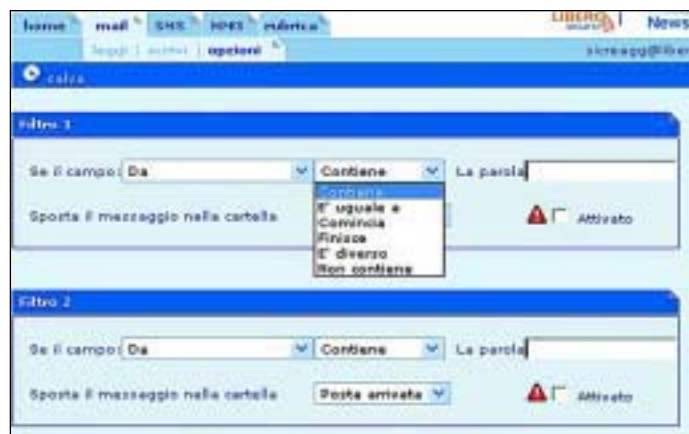 home mail SMS MMS rubrica LIBERO News
leggi | scrivi | opzioni
salva
Filtro 1
Se il campo: Da Contiene La parola
Contiene
E' uguale a
Comincia
Finisce
E' diverso
Non contiene
Sposta il messaggio nella cartella Attivato
Filtro 2
Se il campo: Da Contiene La parola
Sposta il messaggio nella cartella Posta arrivata Attivato